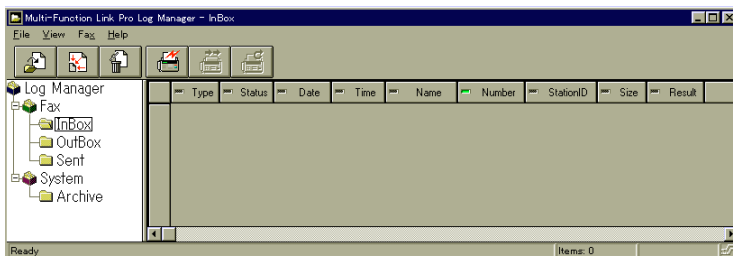 Multi-Function Link Pro Log Manager - InBox
File View Fax Help
Log Manager
Fax
InBox
OutBox
Sent
System
Archive
Type Status Date Time Name Number StationID Size Result
Ready Items: 0